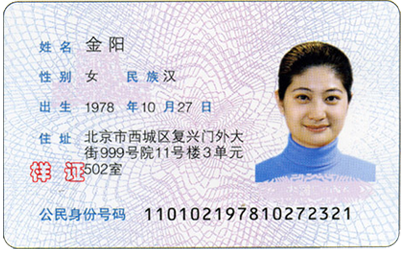 姓名 金阳
性别 女 民族 汉
出生 1978 年 10 月 27 日
住址 北京市西城区复兴门外大
街999号院11号楼3单元
502室
样证
公民身份号码 110102197810272321